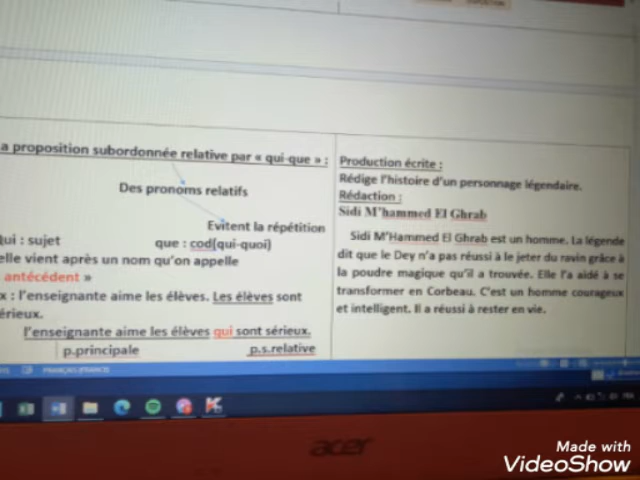 a proposition subordonnée relative par « qui-que » :
Des pronoms relatifs
Evitent la répétition
Qui : sujet que : cod(qui-quoi)
elle vient après un nom qu'on appelle
antécédent »
x : l'enseignante aime les élèves. Les élèves sont
érieux.
l'enseignante aime les élèves qui sont sérieux.
p.principale p.s.relative
Production écrite :
Rédige l'histoire d'un personnage légendaire.
Rédaction :
Sidi M'hammed El Ghrab
Sidi M'Hammed El Ghrab est un homme. La légende
dit que le Dey n'a pas réussi à le jeter du ravin grâce à
la poudre magique qu'il a trouvée. Elle l'a aidé à se
transformer en Corbeau. C'est un homme courageux
et intelligent. Il a réussi à rester en vie.
FRANÇAIS (FRANCE)
acer
Made with
VideoShow